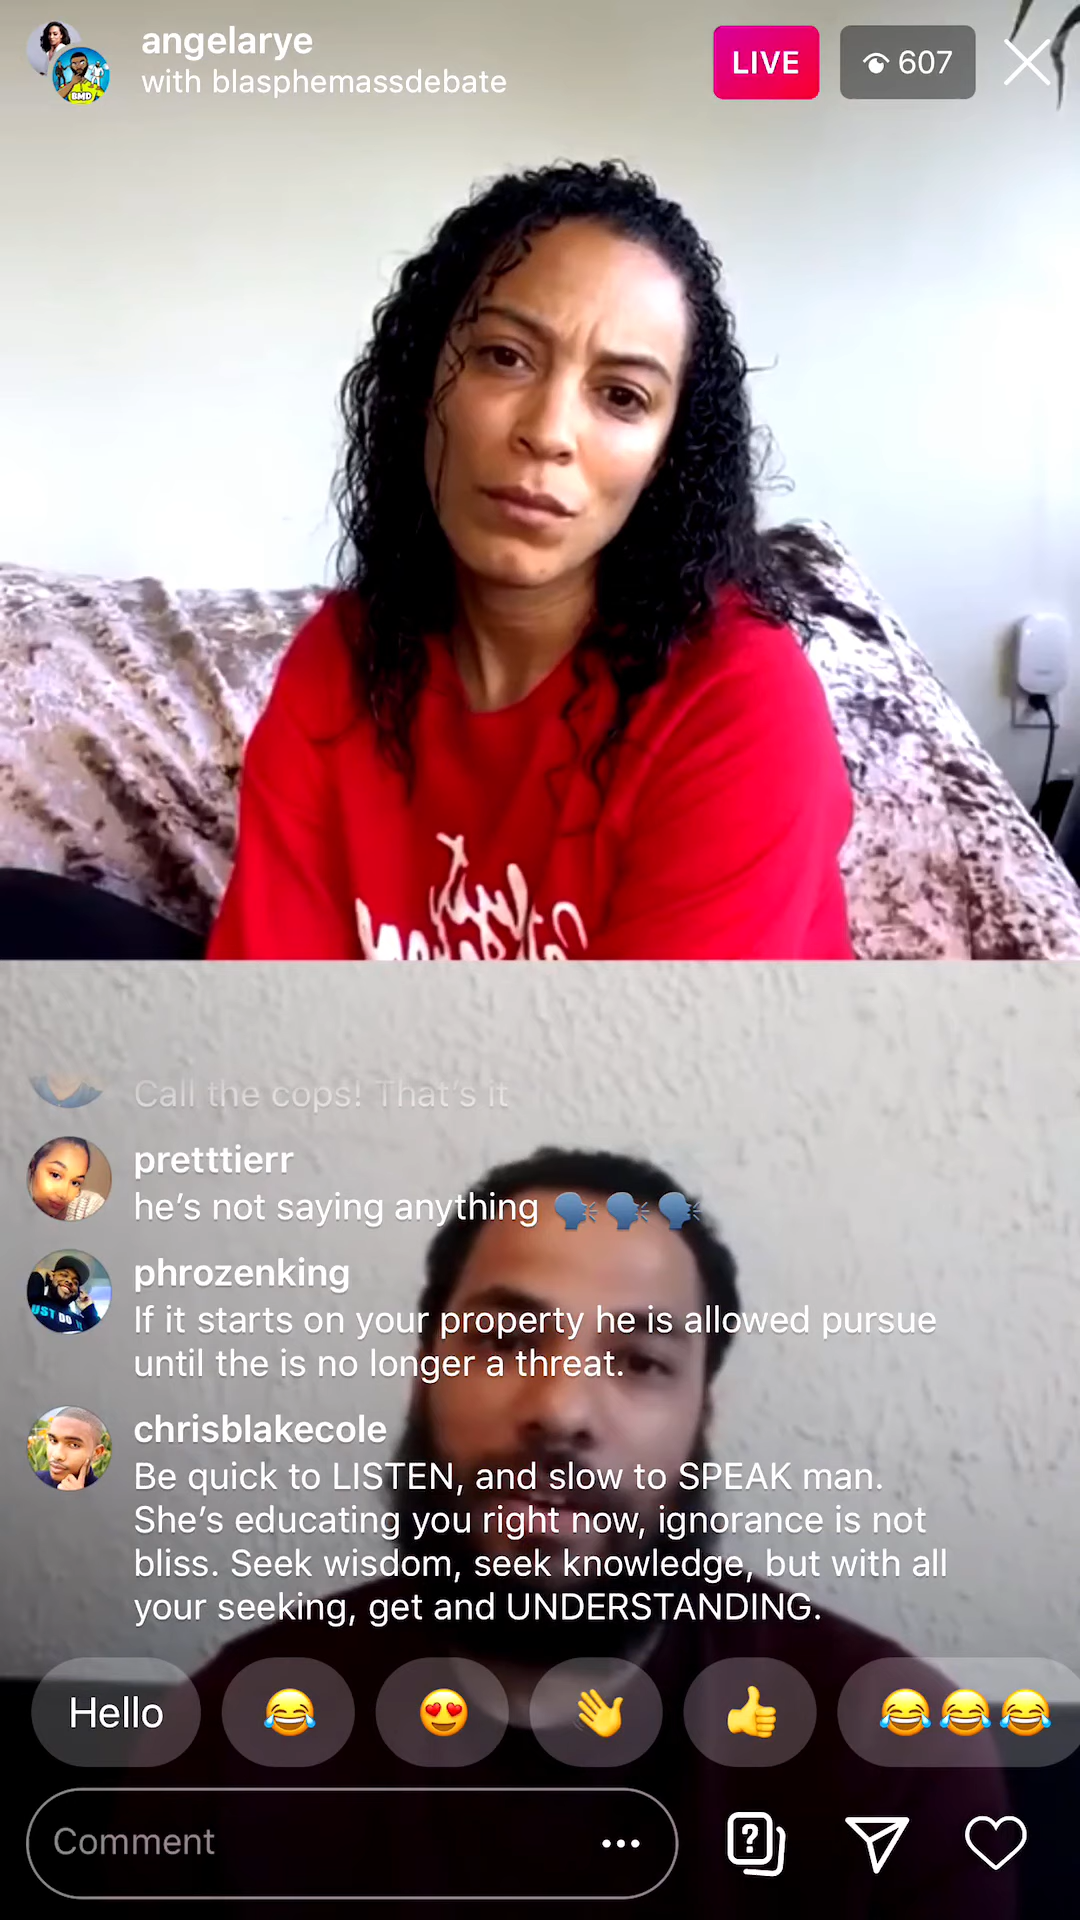 angelarye
with blasphemassdebate
LIVE
607
BMD
Call the cops! That's it
pretttierr
he's not saying anything 🗣🗣🗣
phrozenking
If it starts on your property he is allowed pursue
until the is no longer a threat.
JUST DO
chrisblakecole
Be quick to LISTEN, and slow to SPEAK man.
She's educating you right now, ignorance is not
bliss. Seek wisdom, seek knowledge, but with all
your seeking, get and UNDERSTANDING.
Hello 😂 😍 👋 👍 😂😂😂
Comment ...
?